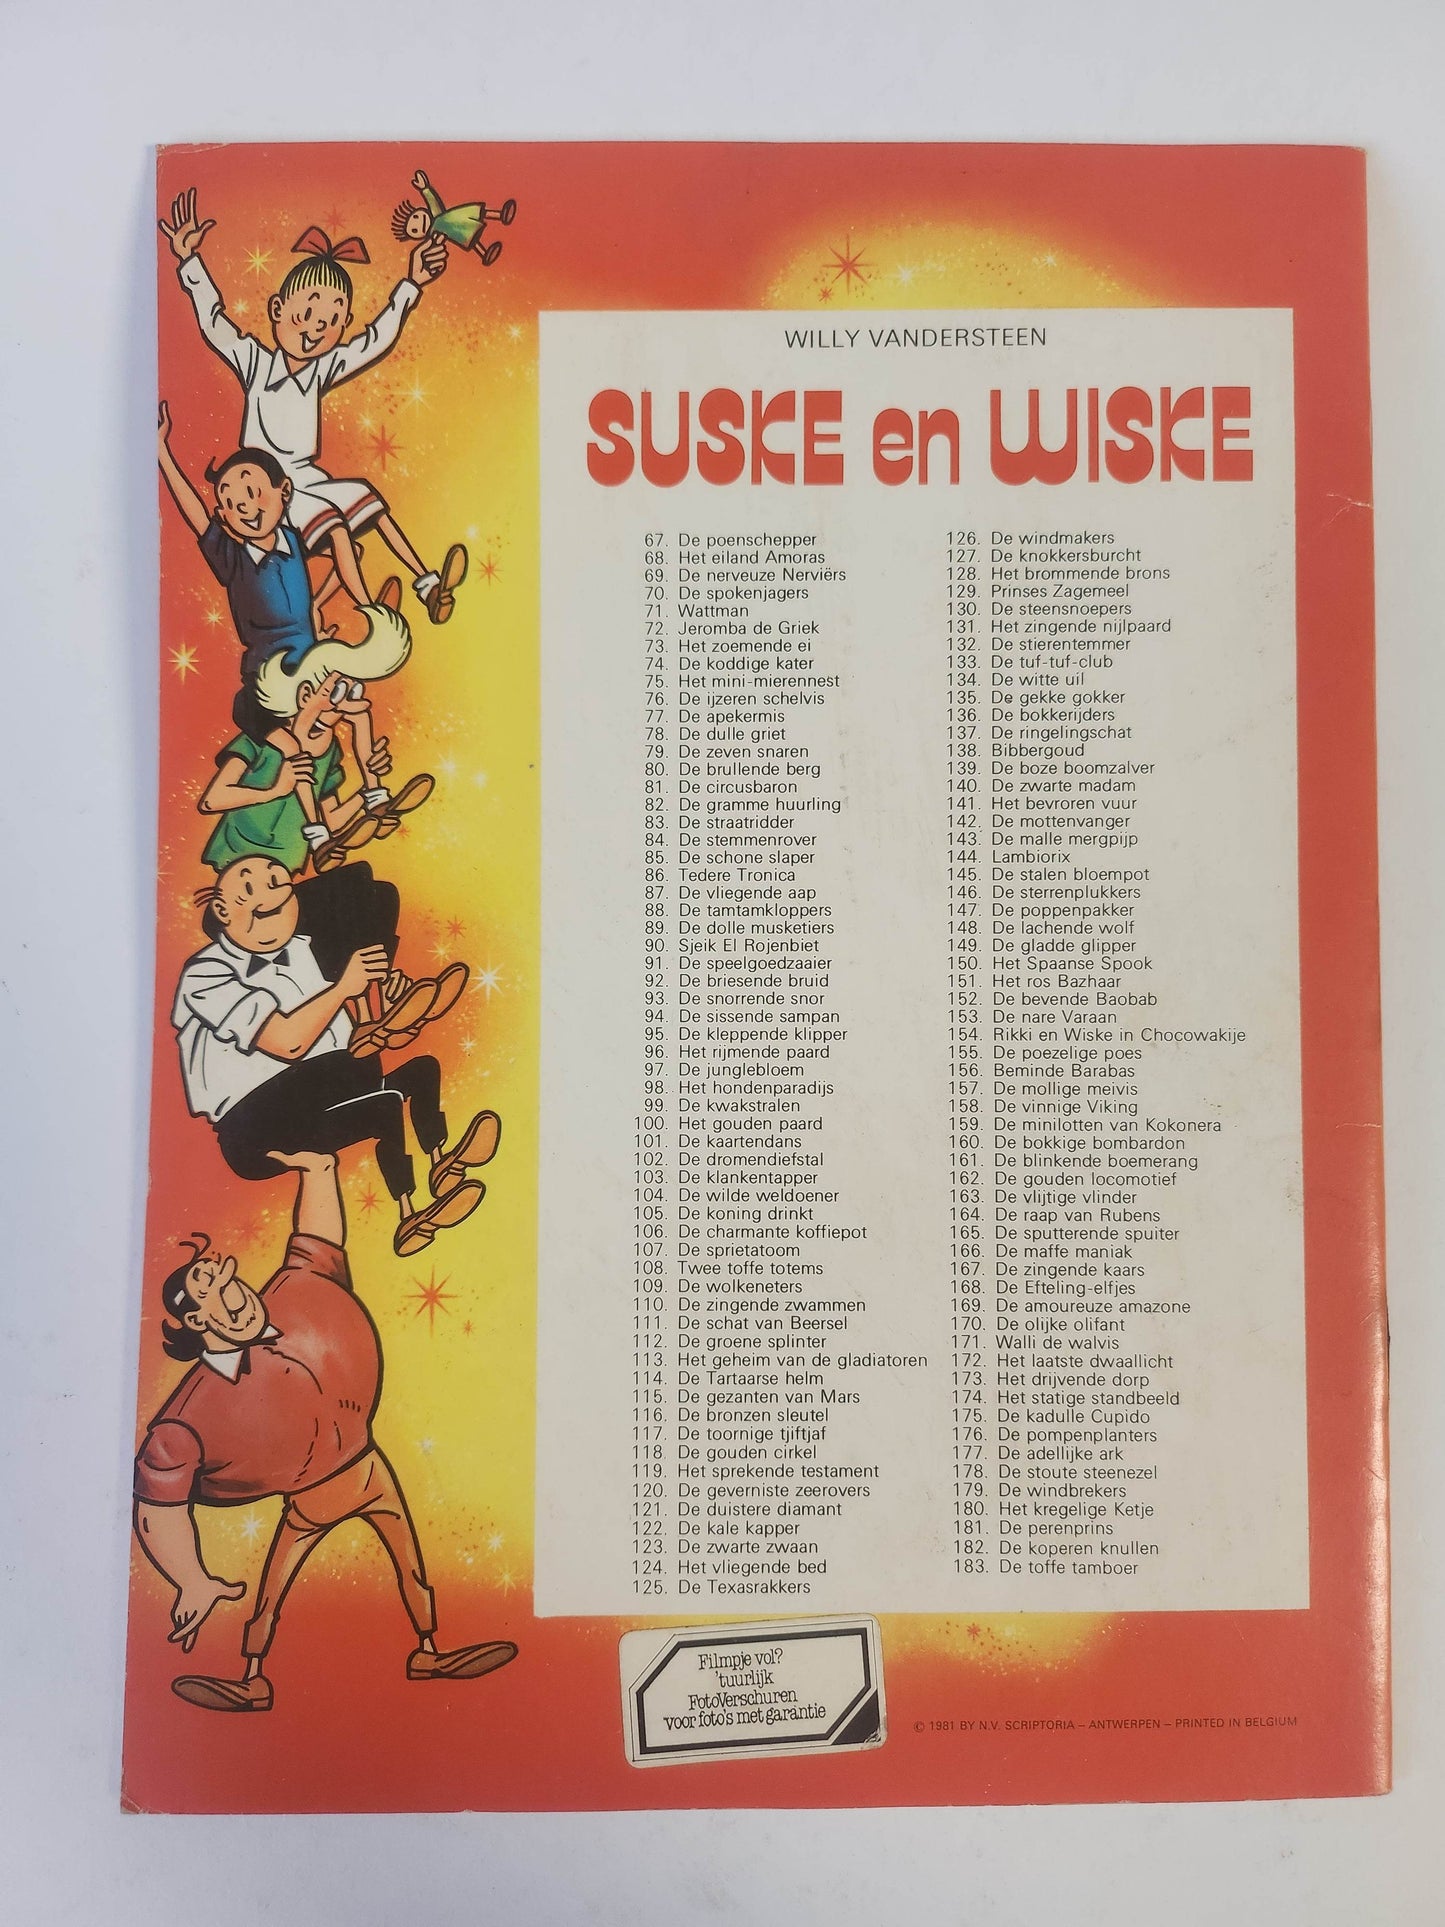 WILLY VANDERSTEEN
SUSKE en WISKE
67. De poenschepper
68. Het eiland Amoras
69. De nerveuze Nerviërs
70. De spokenjagers
71. Wattman
72. Jeromba de Griek
73. Het zoemende ei
74. De koddige kater
75. Het mini-mierennest
76. De ijzeren schelvis
77. De apekermis
78. De dulle griet
79. De zeven snaren
80. De brullende berg
81. De circusbaron
82. De gramme huurling
83. De straatridder
84. De stemmenrover
85. De schone slaper
86. Tedere Tronica
87. De vliegende aap
88. De tamtamkloppers
89. De dolle musketiers
90. Sjeik El Rojenbiet
91. De speelgoedzaaier
92. De briesende bruid
93. De snorrende snor
94. De sissende sampan
95. De kleppende klipper
96. Het rijmende paard
97. De junglebloem
98. Het hondenparadijs
99. De kwakstralen
100. Het gouden paard
101. De kaartendans
102. De dromendiefstal
103. De klankentapper
104. De wilde weldoener
105. De koning drinkt
106. De charmante koffiepot
107. De sprietatoom
108. Twee toffe totems
109. De wolkeneters
110. De zingende zwammen
111. De schat van Beersel
112. De groene splinter
113. Het geheim van de gladiatoren
114. De Tartaarse helm
115. De gezanten van Mars
116. De bronzen sleutel
117. De toornige tjiftjaf
118. De gouden cirkel
119. Het sprekende testament
120. De geverniste zeerovers
121. De duistere diamant
122. De kale kapper
123. De zwarte zwaan
124. Het vliegende bed
125. De Texasrakkers
126. De windmakers
127. De knokkersburcht
128. Het brommende brons
129. Prinses Zagemeel
130. De steensnoepers
131. Het zingende nijlpaard
132. De stierentemmer
133. De tuf-tuf-club
134. De witte uil
135. De gekke gokker
136. De bokkerijders
137. De ringelingschat
138. Bibbergoud
139. De boze boomzalver
140. De zwarte madam
141. Het bevroren vuur
142. De mottenvanger
143. De malle mergpijp
144. Lambiorix
145. De stalen bloempot
146. De sterrenplukkers
147. De poppenpakker
148. De lachende wolf
149. De gladde glipper
150. Het Spaanse Spook
151. Het ros Bazhaar
152. De bevende Baobab
153. De nare Varaan
154. Rikki en Wiske in Chocowakije
155. De poezelige poes
156. Beminde Barabas
157. De mollige meivis
158. De vinnige Viking
159. De minilotten van Kokonera
160. De bokkige bombardon
161. De blinkende boemerang
162. De gouden locomotief
163. De vlijtige vlinder
164. De raap van Rubens
165. De sputterende spuiter
166. De maffe maniak
167. De zingende kaars
168. De Efteling-elfjes
169. De amoureuze amazone
170. De olijke olifant
171. Walli de walvis
172. Het laatste dwaallicht
173. Het drijvende dorp
174. Het statige standbeeld
175. De kadulle Cupido
176. De pompenplanters
177. De adellijke ark
178. De stoute steenezel
179. De windbrekers
180. Het kregelige Ketje
181. De perenprins
182. De koperen knullen
183. De toffe tamboer
Filmpje vol?
'tuurlijk
FotoVerschuren
voor foto's met garantie
© 1981 BY N.V. SCRIPTORIA – ANTWERPEN – PRINTED IN BELGIUM